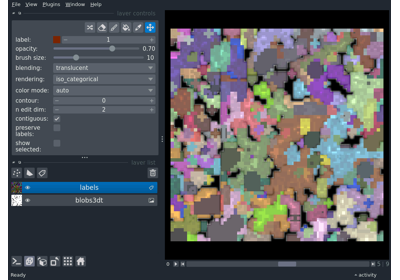 File View Plugins Window Help
layer controls
label: 1
opacity: 0.70
brush size: 10
blending: translucent
rendering: iso_categorical
color mode: auto
contour: 0
n edit dim: 2
contiguous:
preserve
labels:
show
selected:
layer list
labels
blobs3dt
Ready
activity